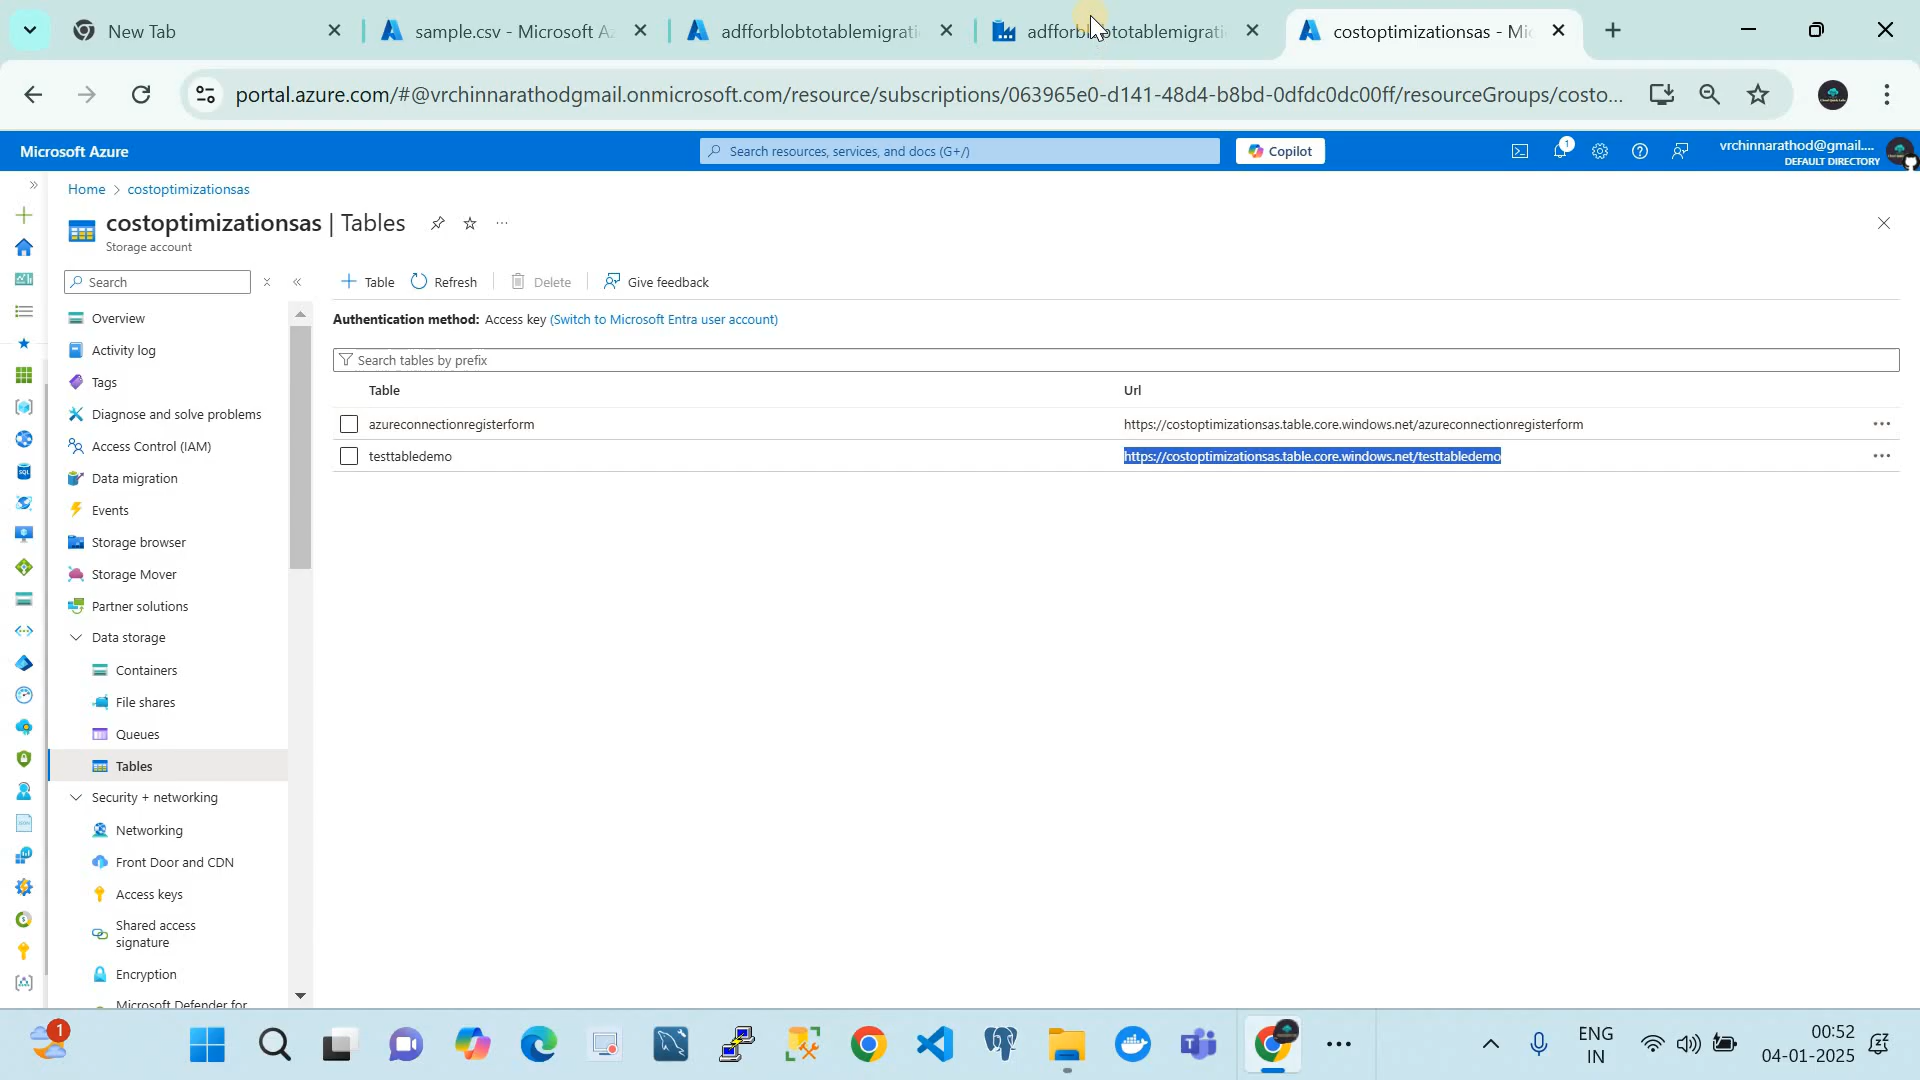 New Tab
sample.csv - Microsoft Az
adfforblobtotablemigrati
adfforblobtotablemigrati
costoptimizationsas - Mi
portal.azure.com/#@vrchinnarathodgmail.onmicrosoft.com/resource/subscriptions/063965e0-d141-48d4-b8bd-0dfdc0dc00ff/resourceGroups/costo...
Microsoft Azure
Search resources, services, and docs (G+/)
Copilot
1
vrchinnarathod@gmail....
DEFAULT DIRECTORY
Home > costoptimizationsas
costoptimizationsas | Tables
Storage account
Search
Table
Refresh
Delete
Give feedback
Authentication method: Access key (Switch to Microsoft Entra user account)
Search tables by prefix
Table
Url
azureconnectionregisterform
https://costoptimizationsas.table.core.windows.net/azureconnectionregisterform
testtabledemo
https://costoptimizationsas.table.core.windows.net/testtabledemo
Overview
Activity log
Tags
Diagnose and solve problems
Access Control (IAM)
Data migration
Events
Storage browser
Storage Mover
Partner solutions
Data storage
Containers
File shares
Queues
Tables
Security + networking
Networking
Front Door and CDN
Access keys
Shared access
signature
Encryption
Microsoft Defender for
1
ENG
IN
00:52
04-01-2025